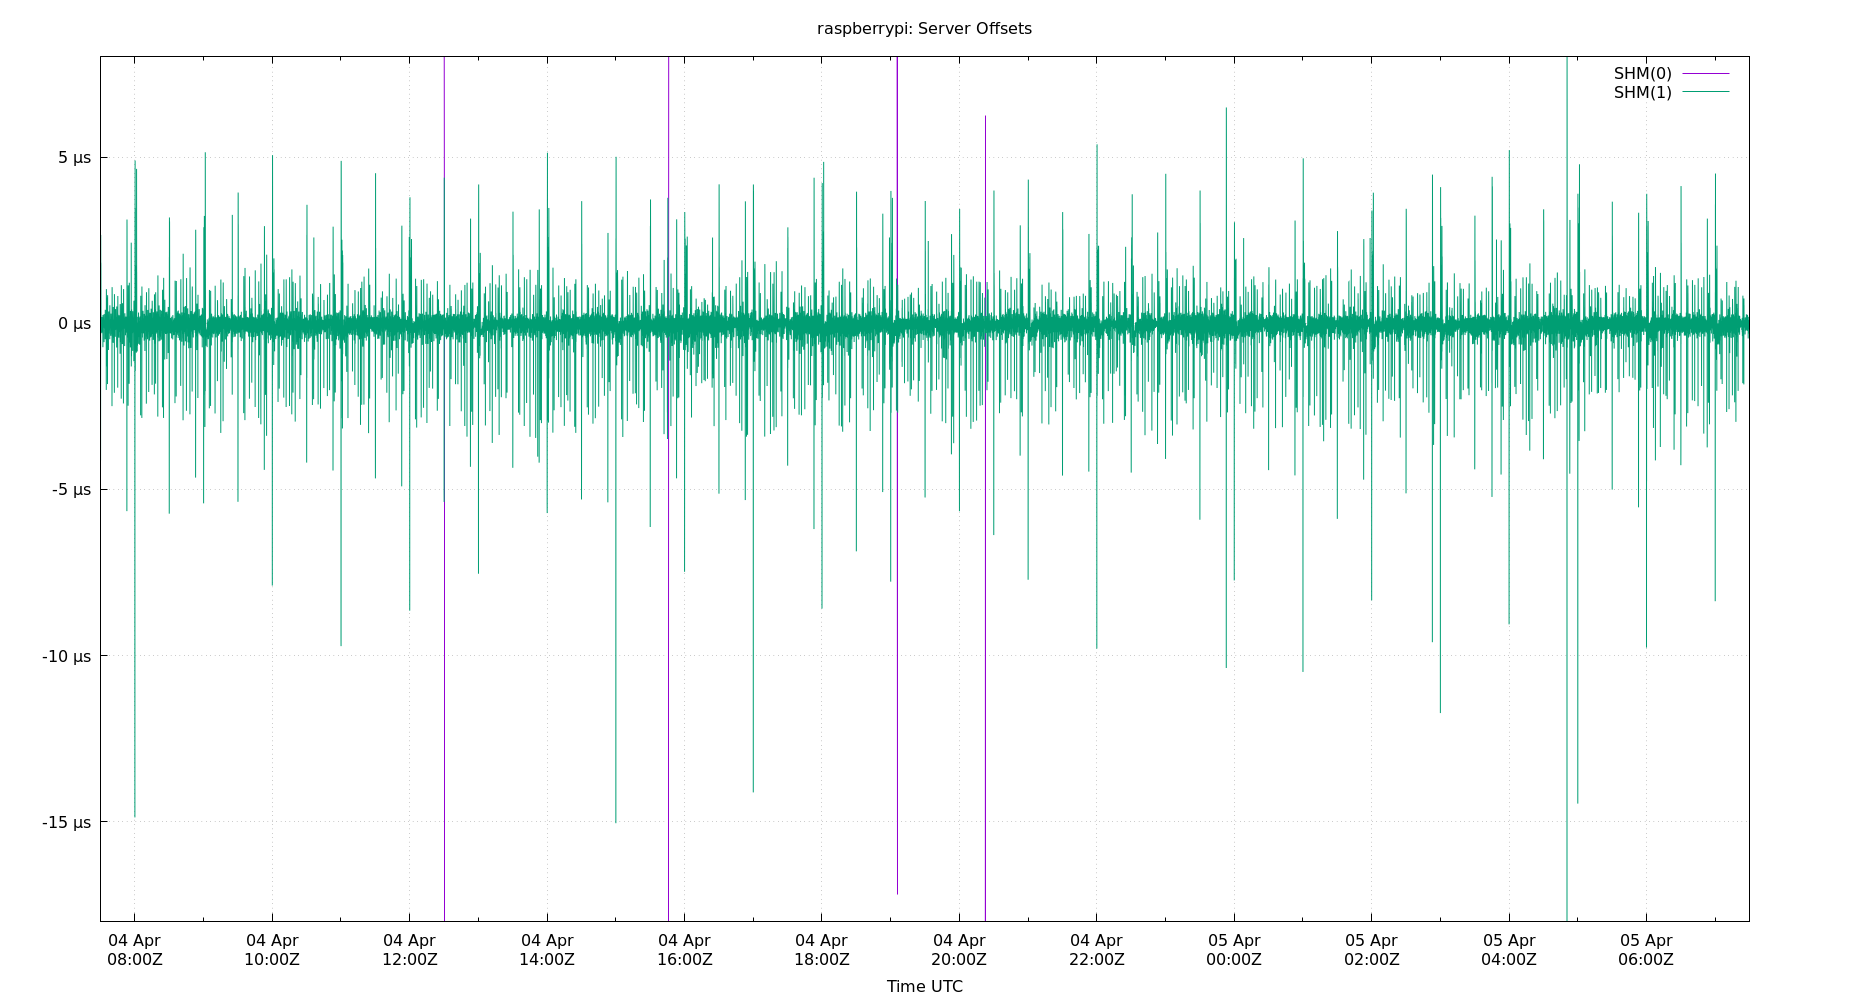 raspberrypi: Server Offsets
SHM(0)
SHM(1)
5 µs
0 µs
-5 µs
-10 µs
-15 µs
04 Apr 04 Apr 04 Apr 04 Apr 04 Apr 04 Apr 04 Apr 04 Apr 05 Apr 05 Apr 05 Apr 05 Apr
08:00Z 10:00Z 12:00Z 14:00Z 16:00Z 18:00Z 20:00Z 22:00Z 00:00Z 02:00Z 04:00Z 06:00Z
Time UTC